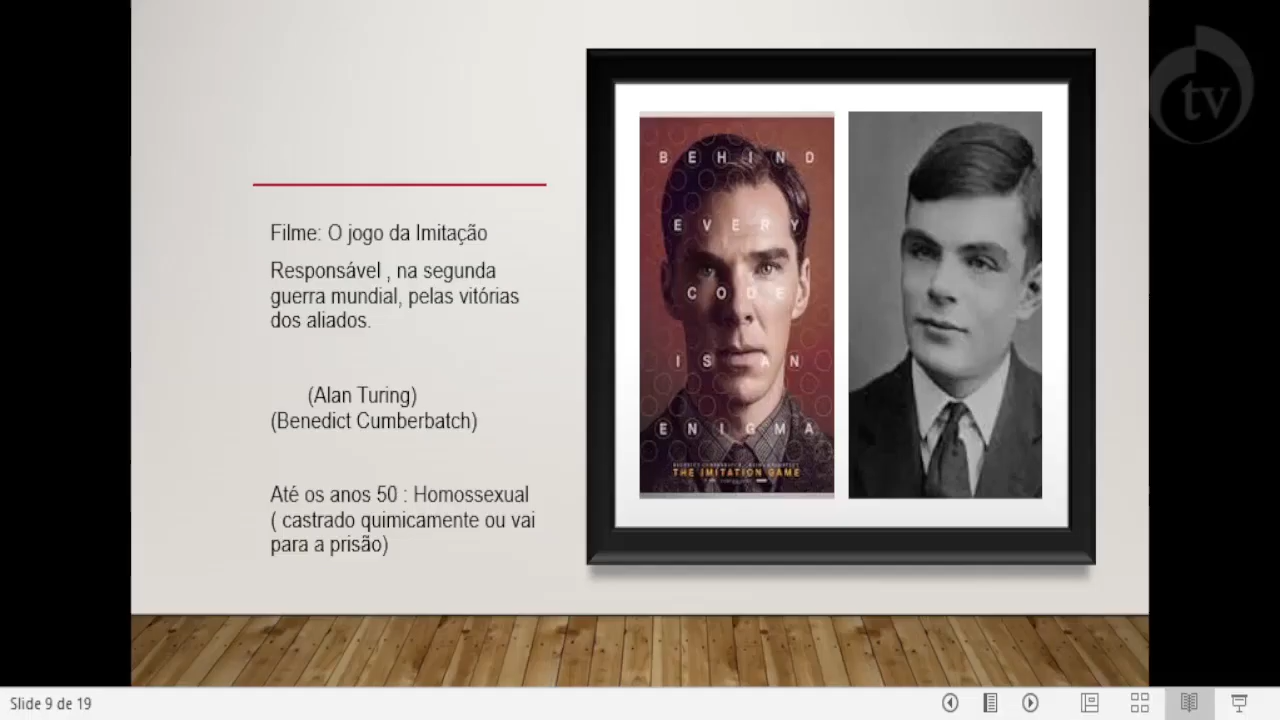 Filme: O jogo da Imitação
Responsável , na segunda
guerra mundial, pelas vitórias
dos aliados.
(Alan Turing)
(Benedict Cumberbatch)
Até os anos 50 : Homossexual
( castrado quimicamente ou vai
para a prisão)
BEHIND
EVERY
CODE
IS AN
ENIGMA
THE IMITATION GAME
tv
Slide 9 de 19